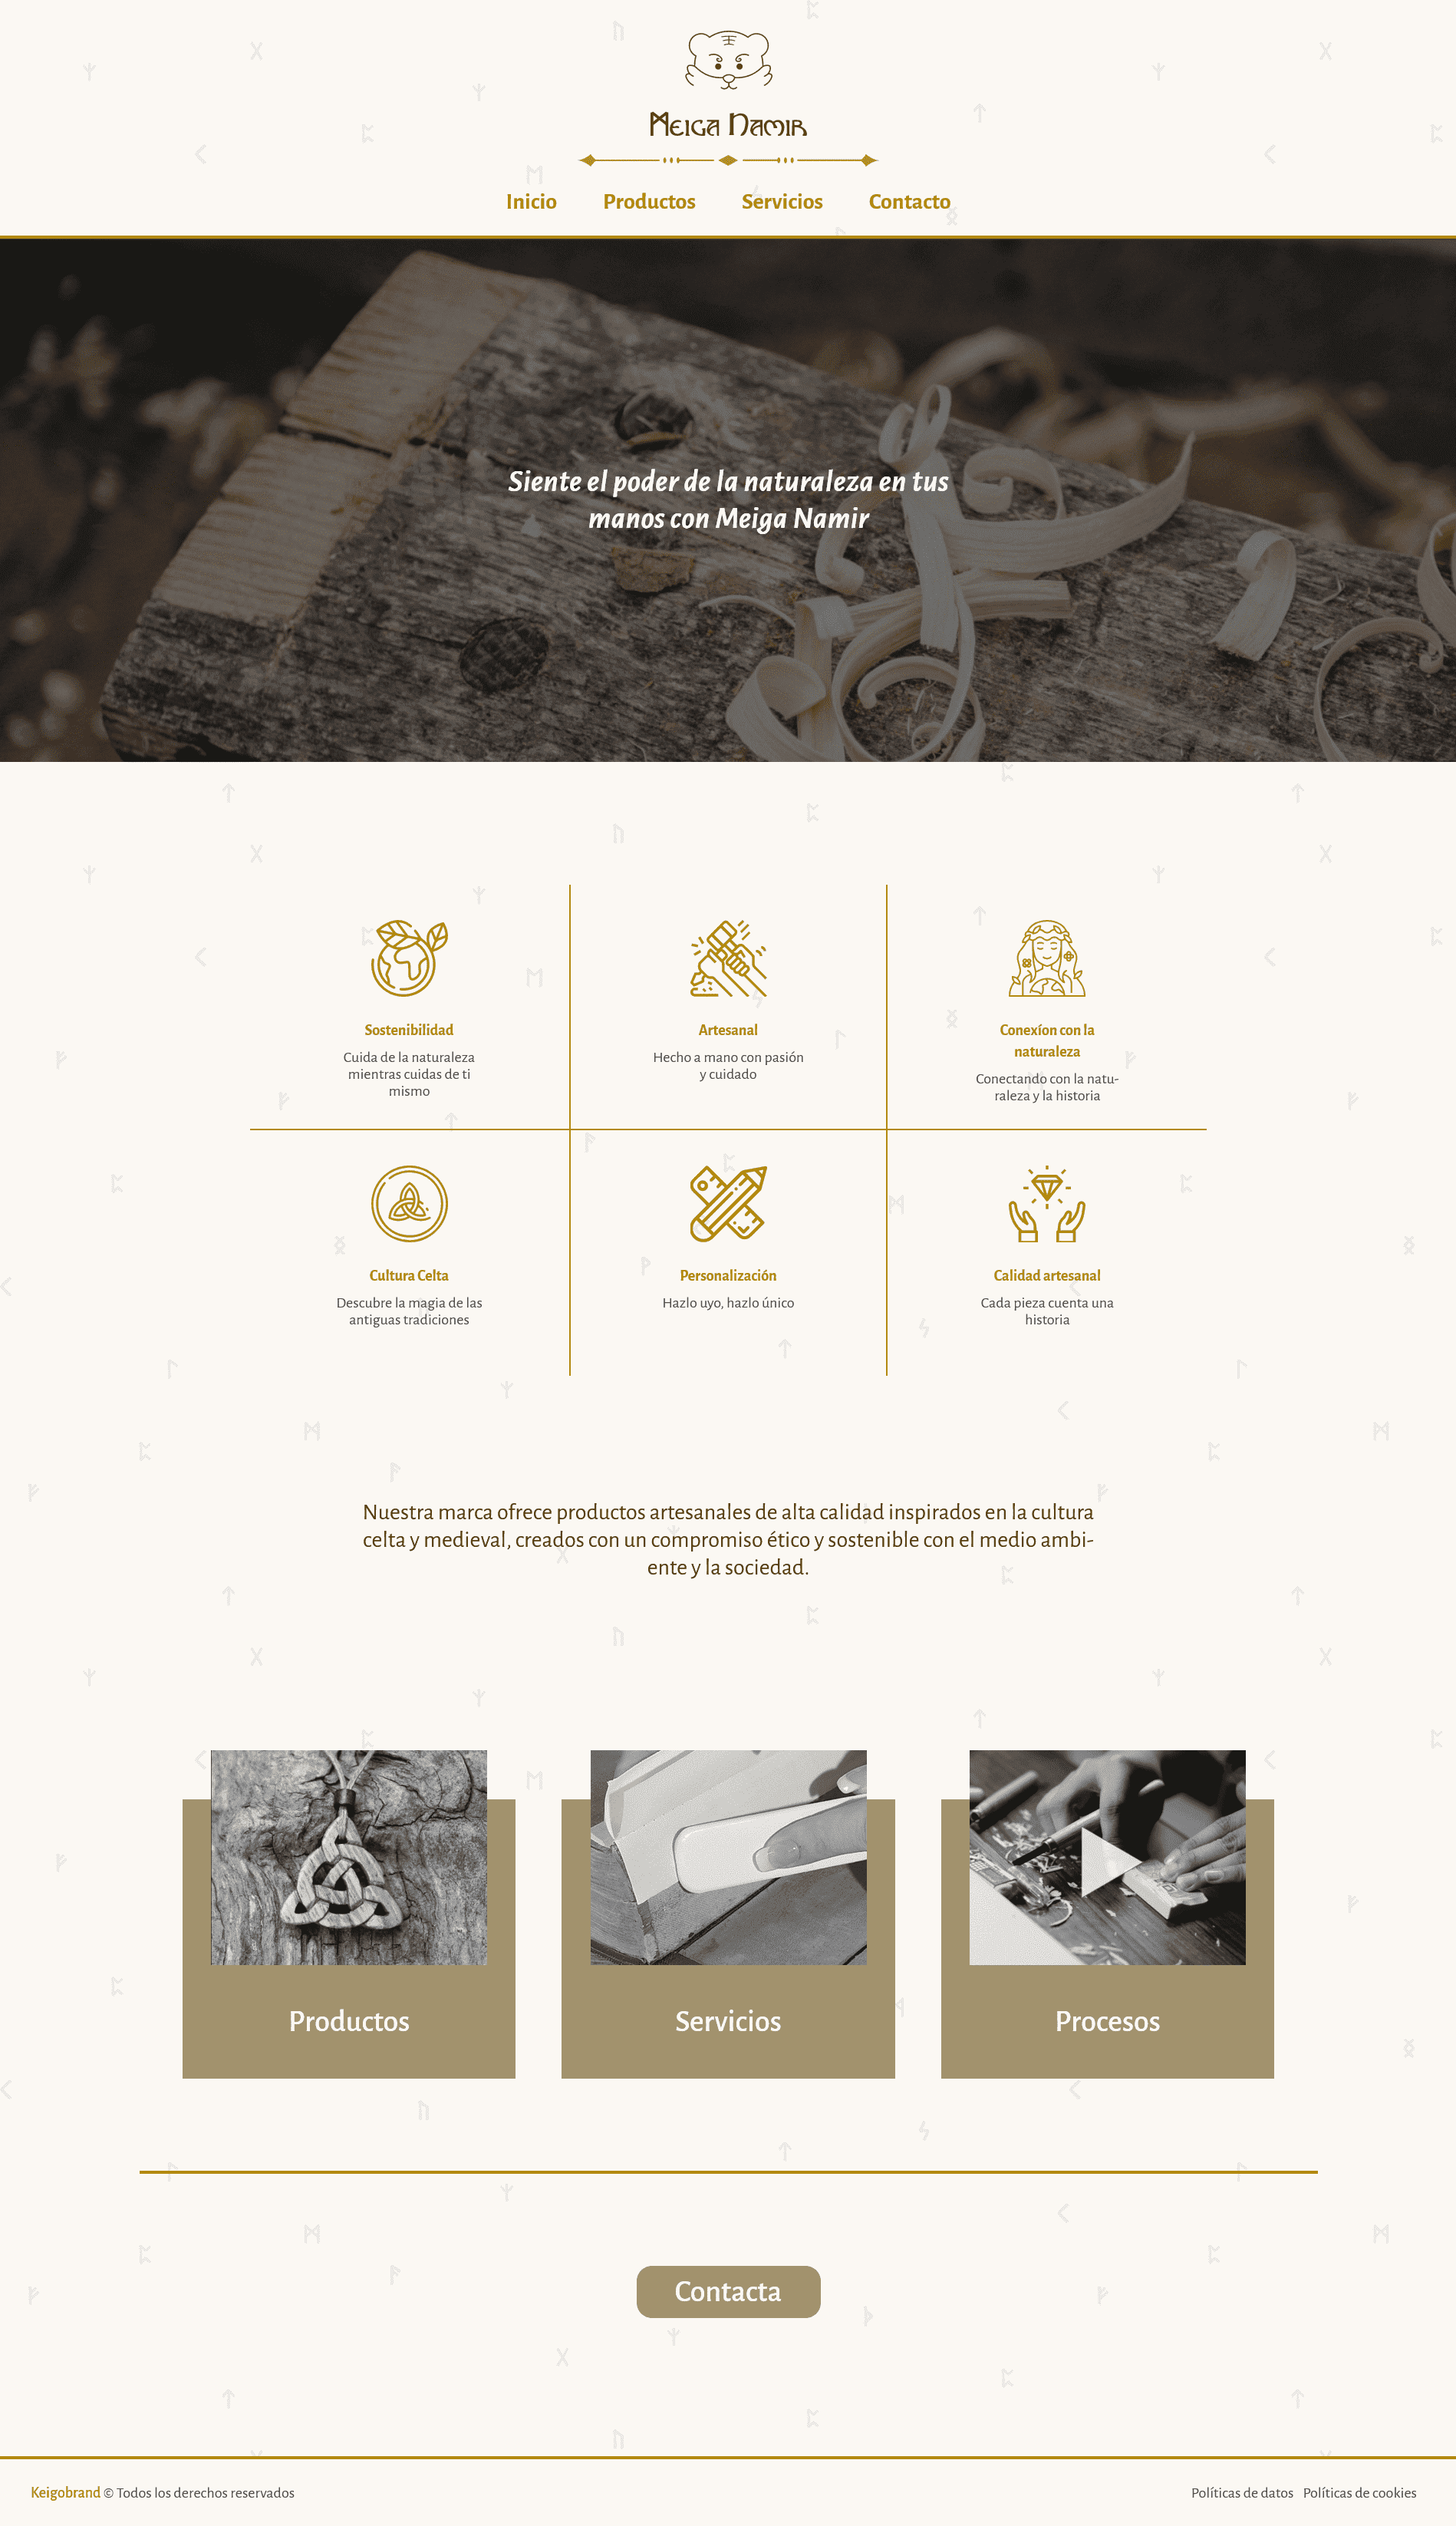 Meiga Namir
Inicio Productos Servicios Contacto
Siente el poder de la naturaleza en tus
manos con Meiga Namir
Sostenibilidad
Cuida de la naturaleza
mientras cuidas de ti
mismo
Artesanal
Hecho a mano con pasión
y cuidado
Conexíon con la
naturaleza
Conectando con la natu-
raleza y la historia
Cultura Celta
Descubre la magia de las
antiguas tradiciones
Personalización
Hazlo uyo, hazlo único
Calidad artesanal
Cada pieza cuenta una
historia
Nuestra marca ofrece productos artesanales de alta calidad inspirados en la cultura
celta y medieval, creados con un compromiso ético y sostenible con el medio ambi-
ente y la sociedad.
Productos
Servicios
Procesos
Contacta
Keigobrand © Todos los derechos reservados
Políticas de datos Políticas de cookies